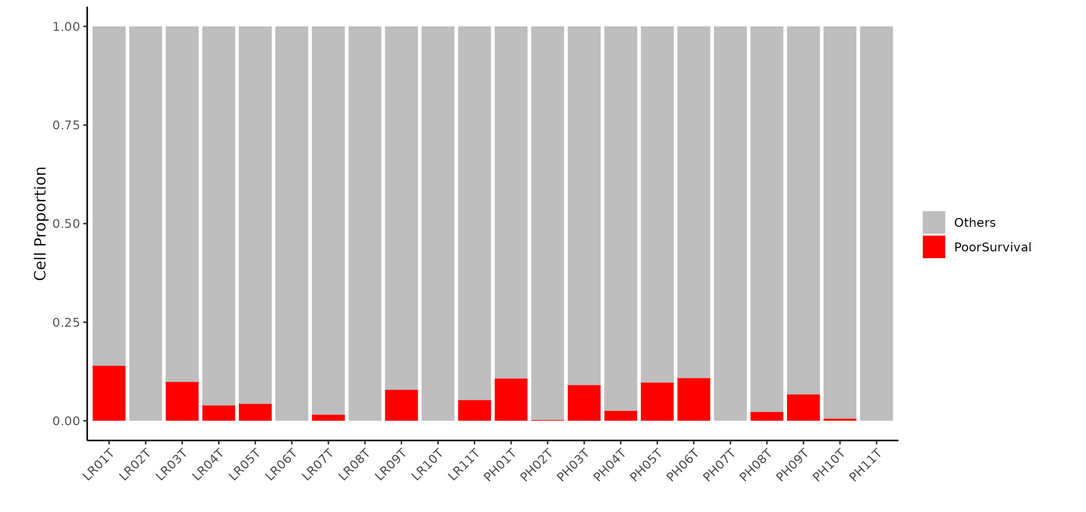 Cell Proportion
1.00
0.75
0.50
0.25
0.00
LR01T
LR02T
LR03T
LR04T
LR05T
LR06T
LR07T
LR08T
LR09T
LR10T
LR11T
PH01T
PH02T
PH03T
PH04T
PH05T
PH06T
PH07T
PH08T
PH09T
PH10T
PH11T
Others
PoorSurvival